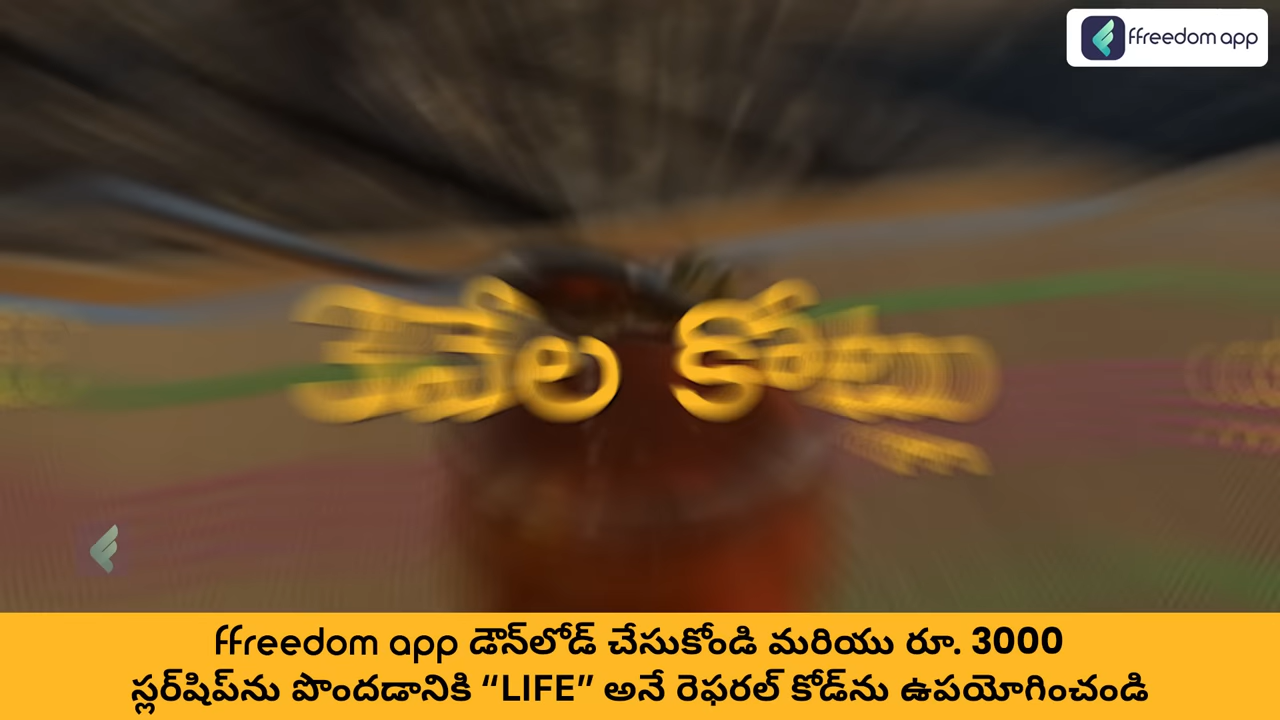 ffreedom app
ffreedom app డౌన్‌లోడ్ చేసుకోండి మరియు రూ. 3000
స్లర్‌షిప్‌ను పొందడానికి “LIFE” అనే రెఫరల్ కోడ్‌ను ఉపయోగించండి